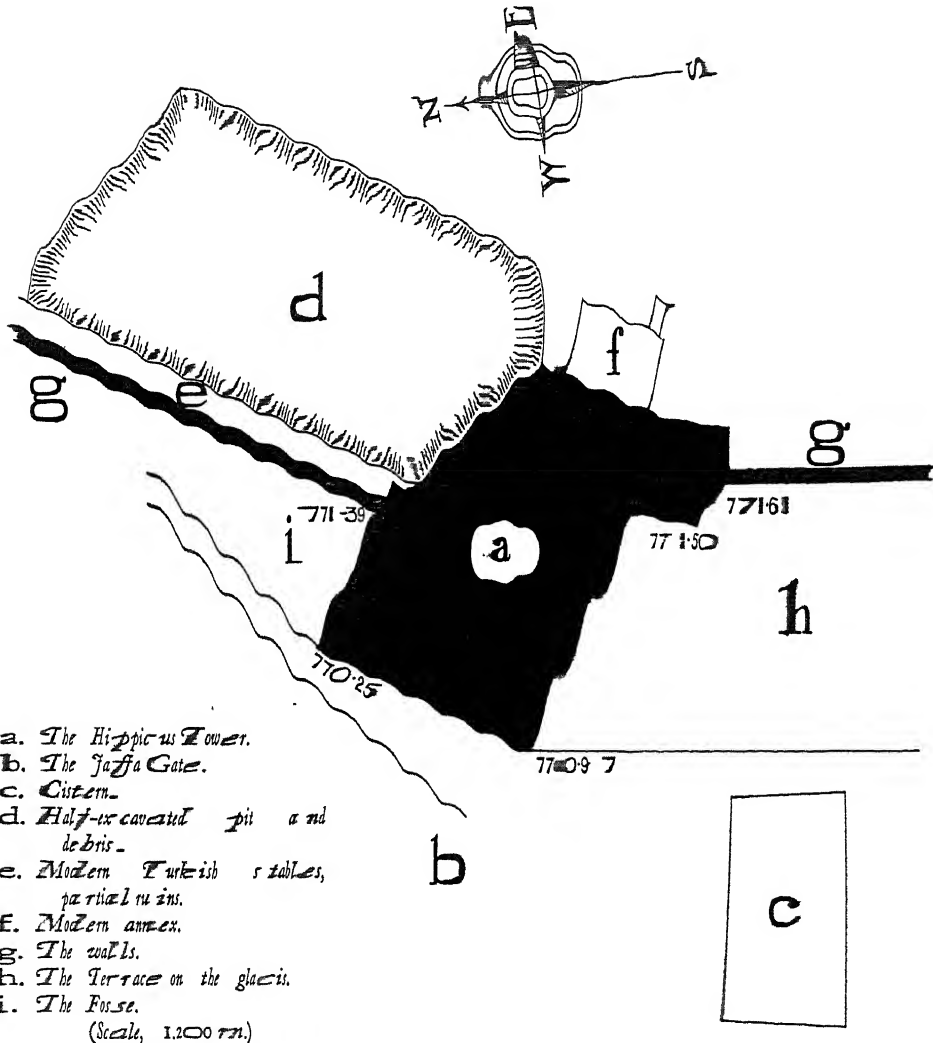 E
N
S
W
d
f
g
e
g
771·39
771·61
771·50
i
a
h
770·25
770·97
b
c
a. The Hippicus Tower.
b. The Jaffa Gate.
c. Cistern.
d. Half-excavated pit and
debris.
e. Modern Turkish stables,
partial ruins.
f. Modern annex.
g. The walls.
h. The Terrace on the glacis.
i. The Fosse.
(Scale, 1.200 m.)